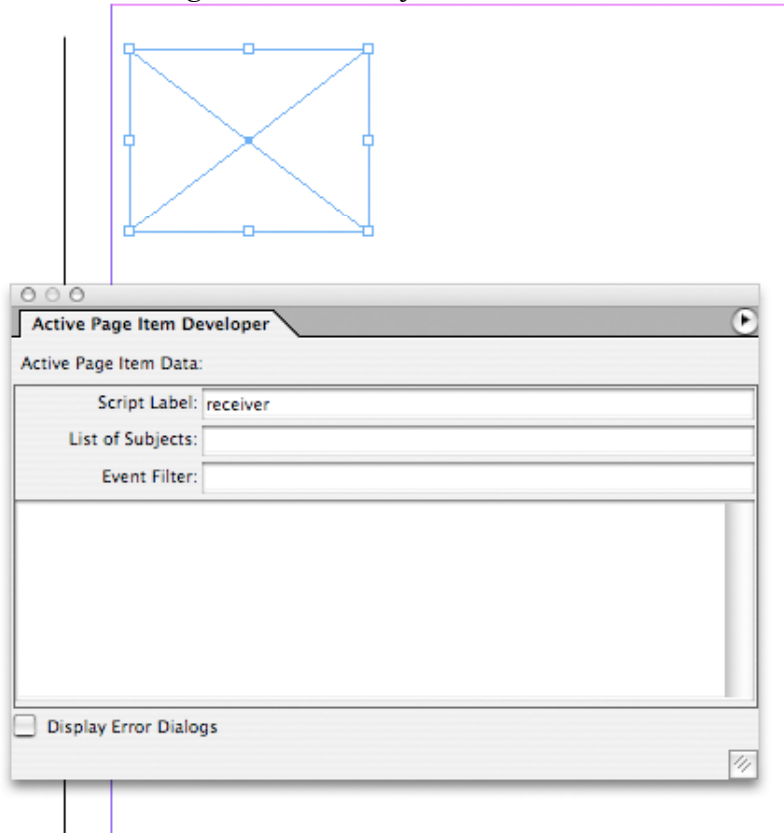 Active Page Item Developer
Active Page Item Data:
Script Label: receiver
List of Subjects:
Event Filter:
Display Error Dialogs